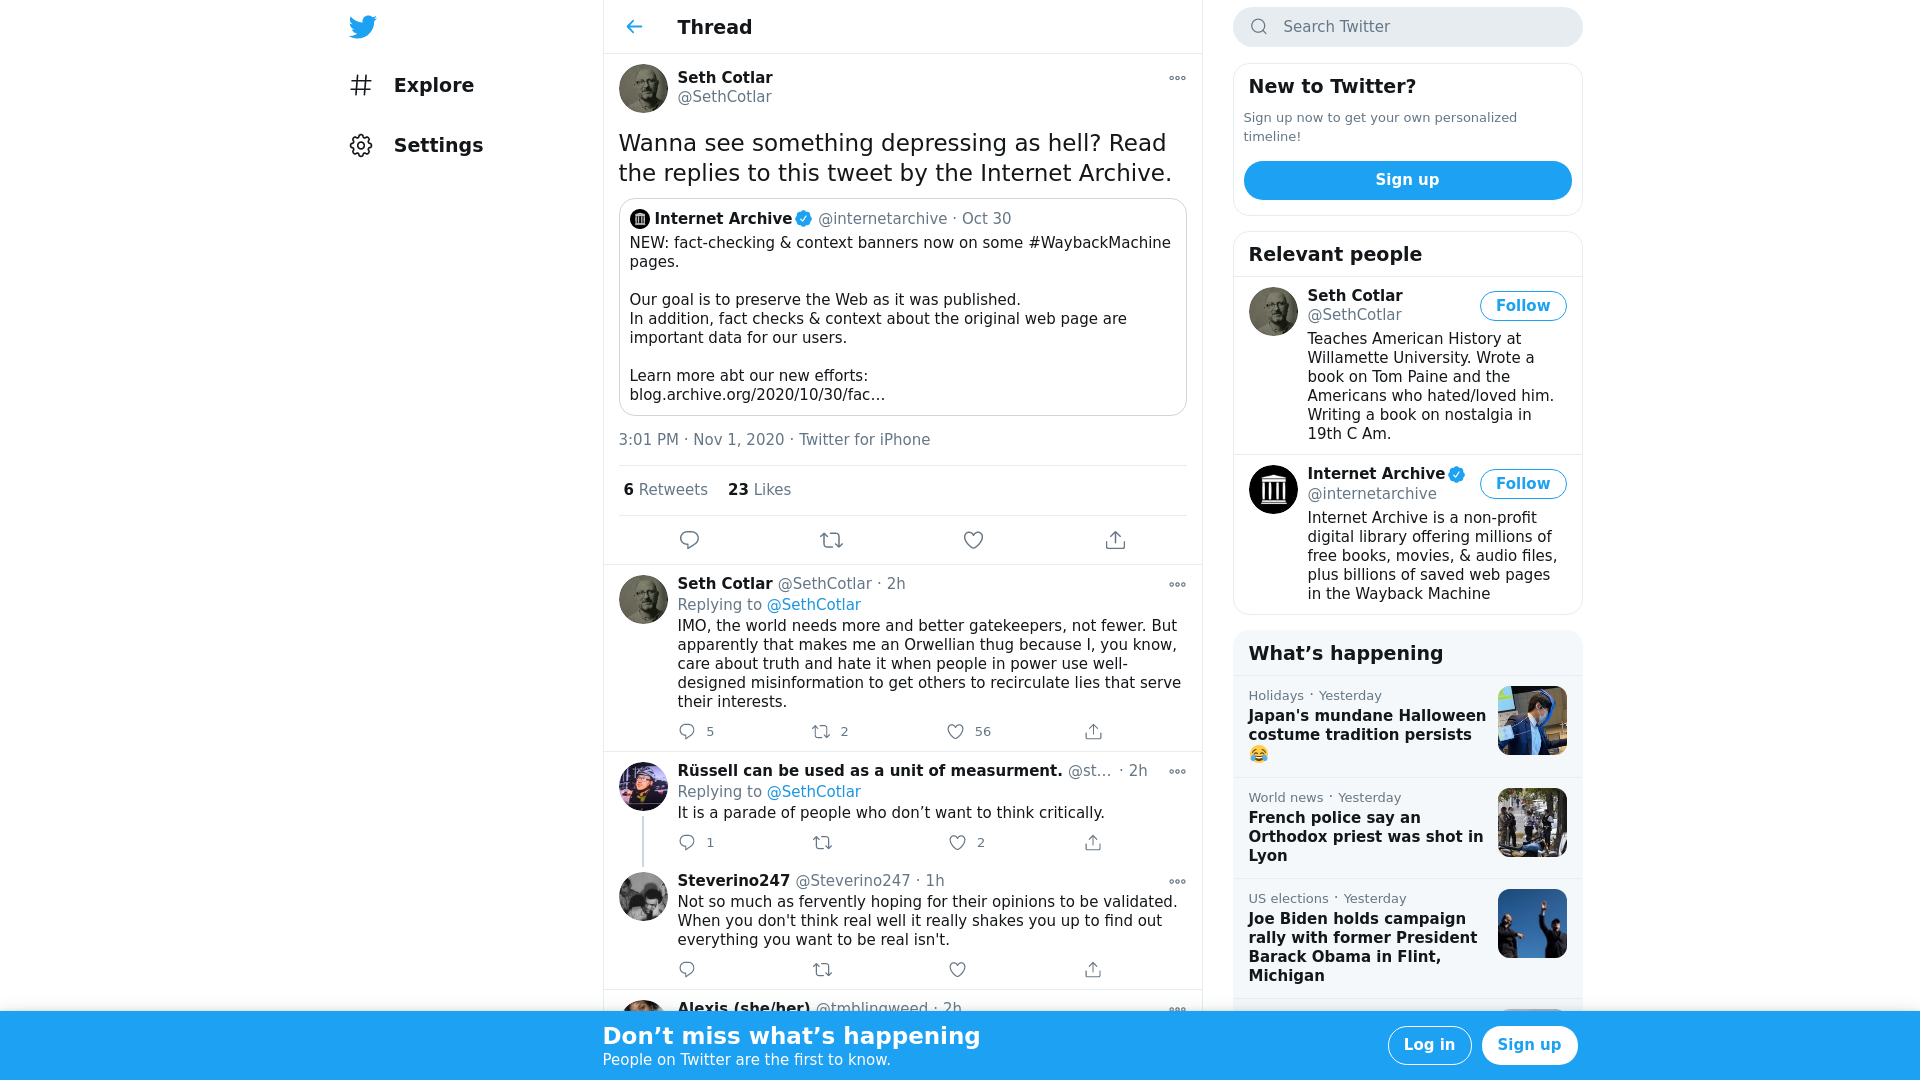 Explore
Settings
Thread
Seth Cotlar
@SethCotlar
Wanna see something depressing as hell? Read
the replies to this tweet by the Internet Archive.
Internet Archive @internetarchive · Oct 30
NEW: fact-checking & context banners now on some #WaybackMachine
pages.
Our goal is to preserve the Web as it was published.
In addition, fact checks & context about the original web page are
important data for our users.
Learn more abt our new efforts:
blog.archive.org/2020/10/30/fac…
3:01 PM · Nov 1, 2020 · Twitter for iPhone
6 Retweets 23 Likes
Seth Cotlar @SethCotlar · 2h
Replying to @SethCotlar
IMO, the world needs more and better gatekeepers, not fewer. But
apparently that makes me an Orwellian thug because I, you know,
care about truth and hate it when people in power use well-
designed misinformation to get others to recirculate lies that serve
their interests.
5 2 56
Rüssell can be used as a unit of measurment. @st… · 2h
Replying to @SethCotlar
It is a parade of people who don’t want to think critically.
1 2
Steverino247 @Steverino247 · 1h
Not so much as fervently hoping for their opinions to be validated.
When you don't think real well it really shakes you up to find out
everything you want to be real isn't.
Alexis (she/her) @tmblingweed · 2h
Search Twitter
New to Twitter?
Sign up now to get your own personalized
timeline!
Sign up
Relevant people
Seth Cotlar
@SethCotlar
Follow
Teaches American History at
Willamette University. Wrote a
book on Tom Paine and the
Americans who hated/loved him.
Writing a book on nostalgia in
19th C Am.
Internet Archive
@internetarchive
Follow
Internet Archive is a non-profit
digital library offering millions of
free books, movies, & audio files,
plus billions of saved web pages
in the Wayback Machine
What’s happening
Holidays · Yesterday
Japan's mundane Halloween
costume tradition persists
😂
World news · Yesterday
French police say an
Orthodox priest was shot in
Lyon
US elections · Yesterday
Joe Biden holds campaign
rally with former President
Barack Obama in Flint,
Michigan
Don’t miss what’s happening
People on Twitter are the first to know.
Log in
Sign up